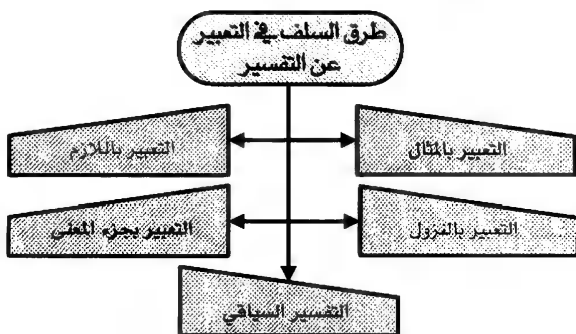 طرق السلف في التعبير
عن التفسير
التعبير بالمثال
التعبير باللازم
التعبير بالنزول
التعبير بجزء المعنى
التفسير السياقي